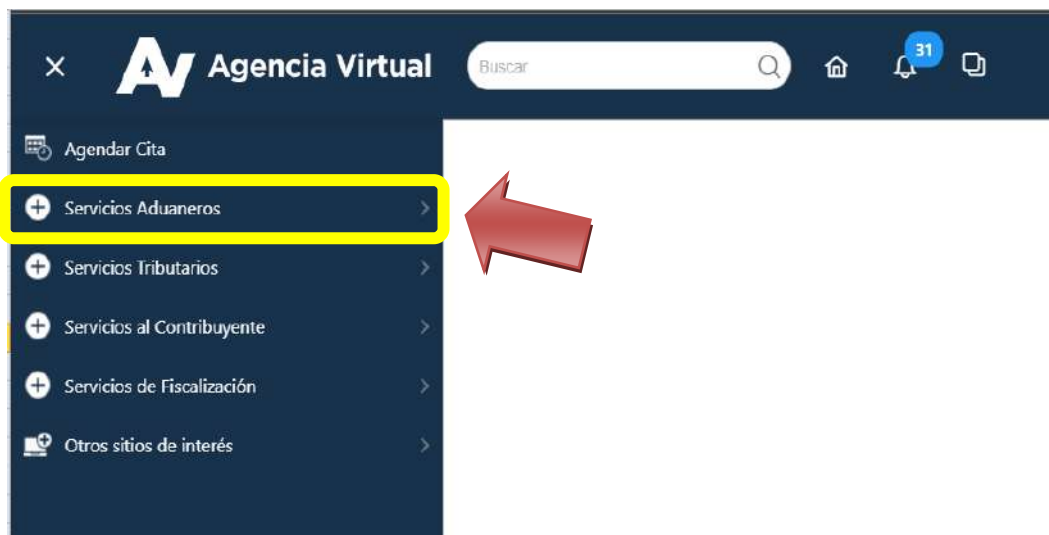 Agencia Virtual
Buscar
31
Agendar Cita
Servicios Aduaneros
Servicios Tributarios
Servicios al Contribuyente
Servicios de Fiscalización
Otros sitios de interés